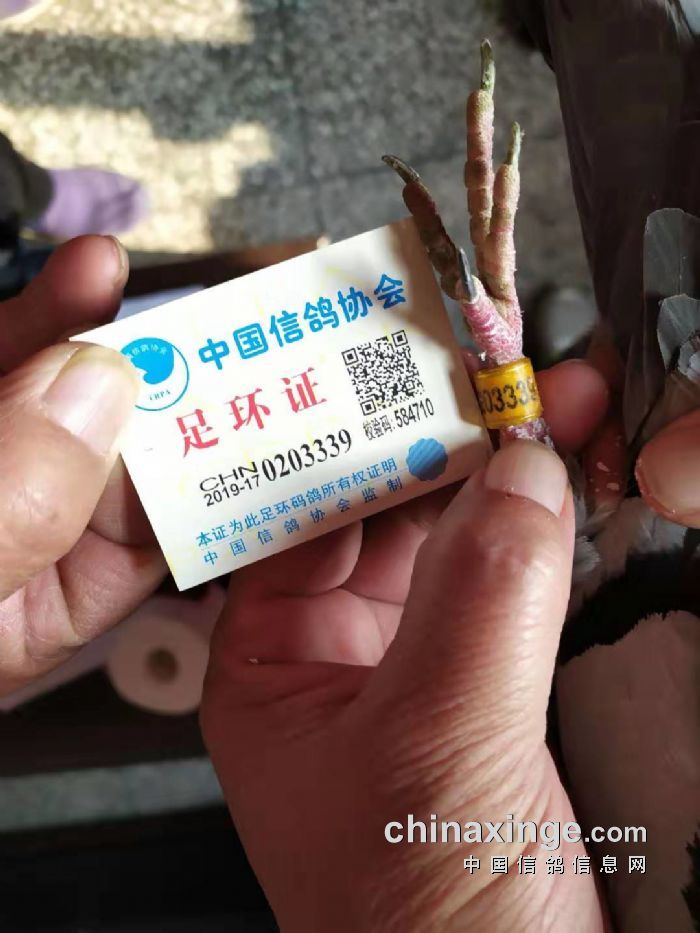 中国信鸽协会
CRPA
足环证
CHN
2019-17 0203339
校验码: 584710
本证为此足环码鸽所有权证明
中国信鸽协会监制
203339
chinaxinge.com
中国信鸽信息网